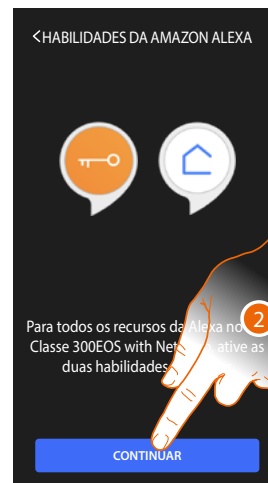 <HABILIDADES DA AMAZON ALEXA
Para todos os recursos da Alexa no
2
Classe 300EOS with ative as
duas habilidades
CONTINUAR